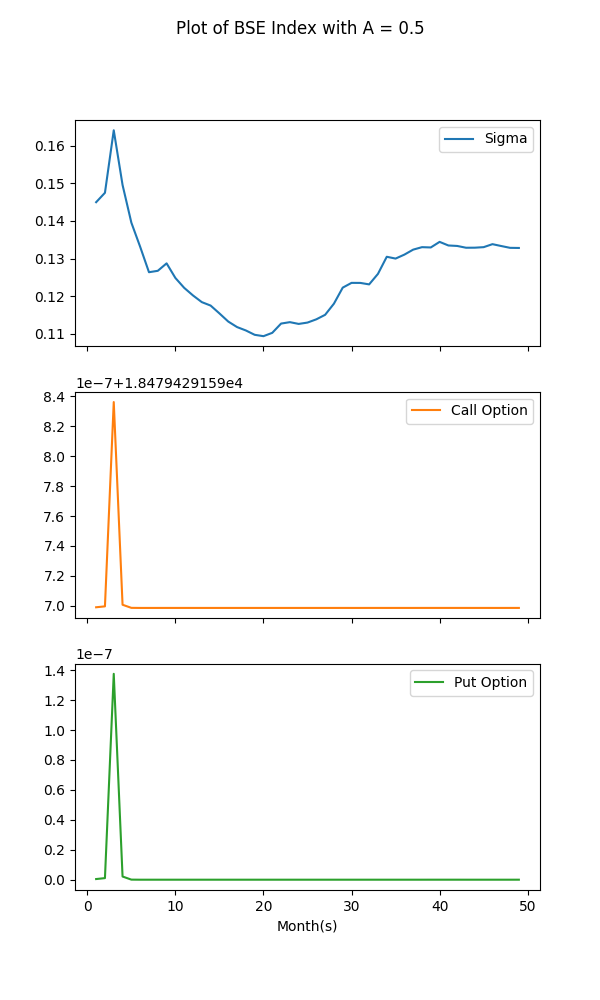 Plot of BSE Index with A = 0.5
Sigma
0.16
0.15
0.14
0.13
0.12
0.11
1e-7+1.8479429159e4
Call Option
8.4
8.2
8.0
7.8
7.6
7.4
7.2
7.0
1e-7
Put Option
1.4
1.2
1.0
0.8
0.6
0.4
0.2
0.0
0 10 20 30 40 50
Month(s)